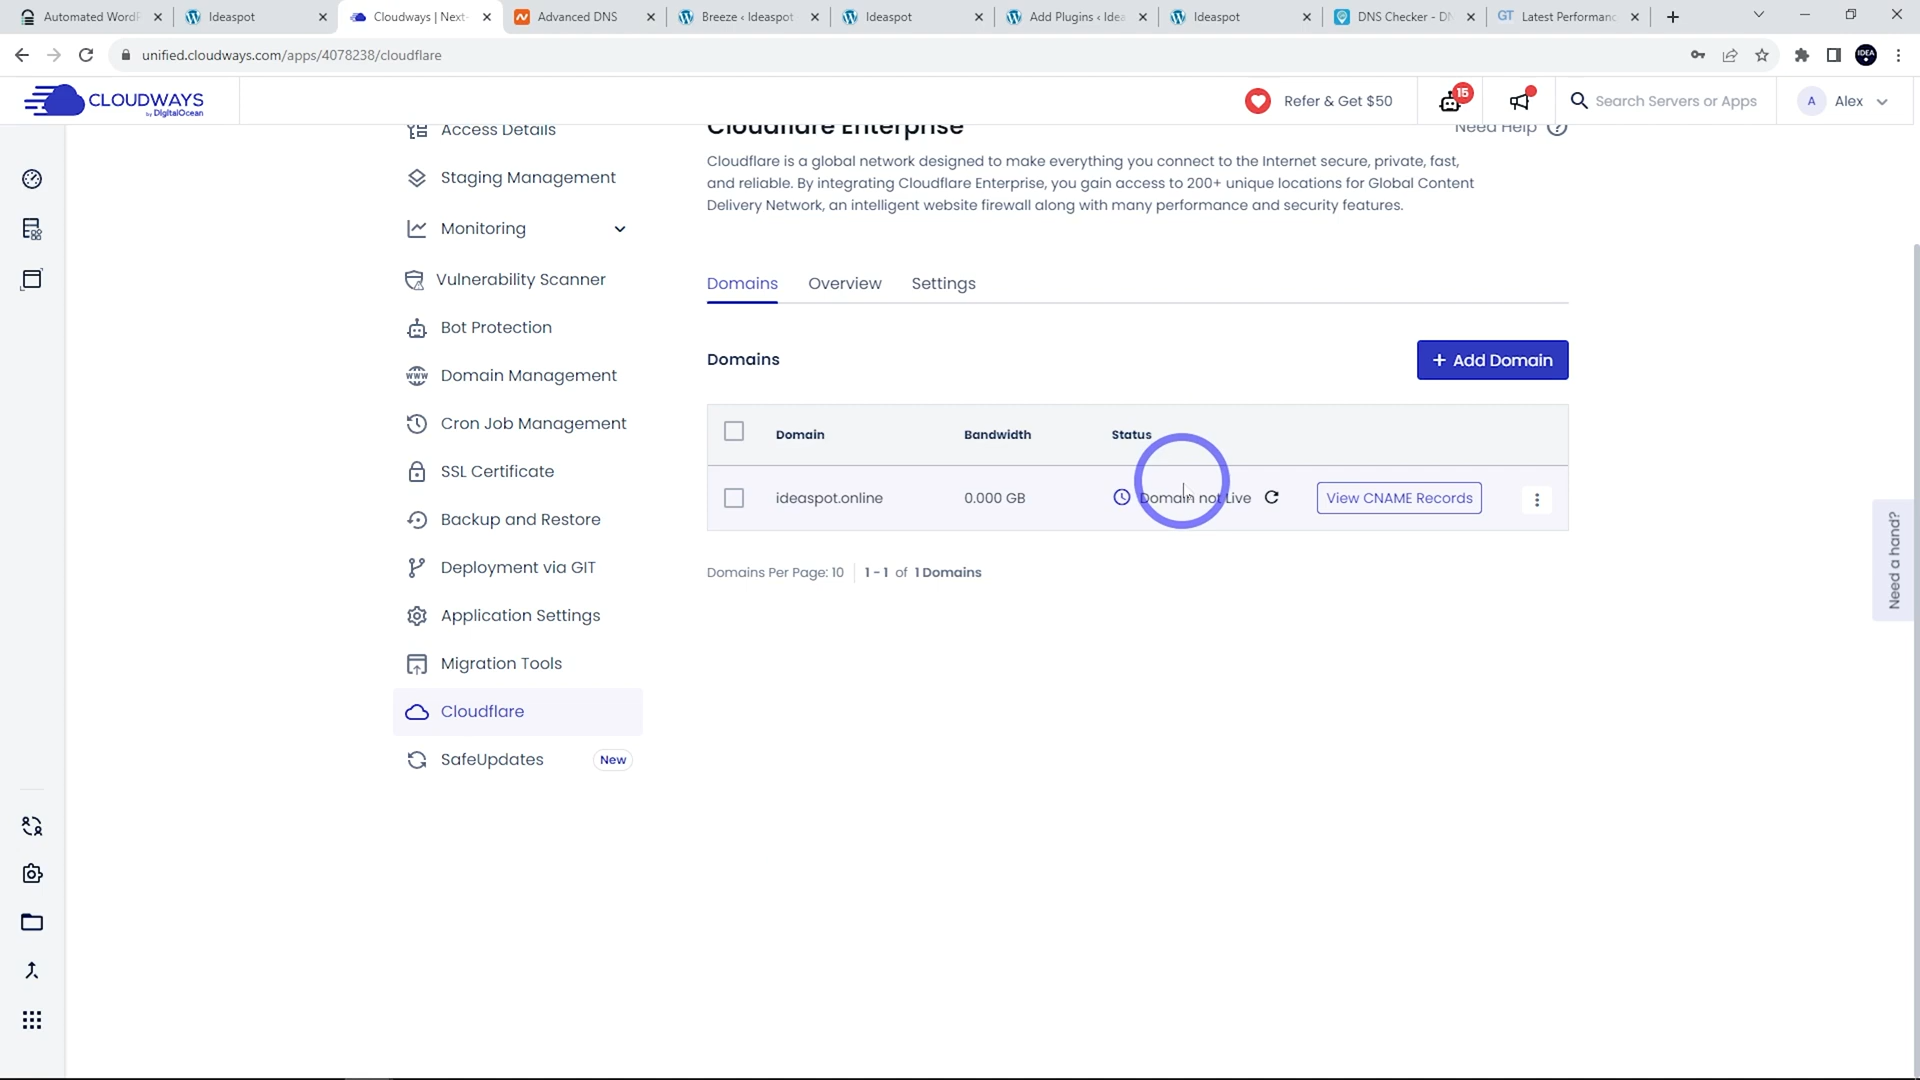 Automated WordP
Ideaspot
Cloudways | Next-
Advanced DNS
Breeze ‹ Ideaspot
Ideaspot
Add Plugins ‹ Idea
Ideaspot
DNS Checker - DN
GT
Latest Performanc
unified.cloudways.com/apps/4078238/cloudflare
IDEA
CLOUDWAYS
by DigitalOcean
Refer & Get $50
15
Search Servers or Apps
A
Alex
Access Details
Staging Management
Monitoring
Vulnerability Scanner
Bot Protection
www
Domain Management
Cron Job Management
SSL Certificate
Backup and Restore
Deployment via GIT
Application Settings
Migration Tools
Cloudflare
SafeUpdates
New
Cloudflare Enterprise
Need Help
Cloudflare is a global network designed to make everything you connect to the Internet secure, private, fast,
and reliable. By integrating Cloudflare Enterprise, you gain access to 200+ unique locations for Global Content
Delivery Network, an intelligent website firewall along with many performance and security features.
Domains
Overview
Settings
Domains
+ Add Domain
Domain
Bandwidth
Status
ideaspot.online
0.000 GB
Domain not Live
View CNAME Records
Domains Per Page: 10
1 - 1 of 1 Domains
Need a hand?